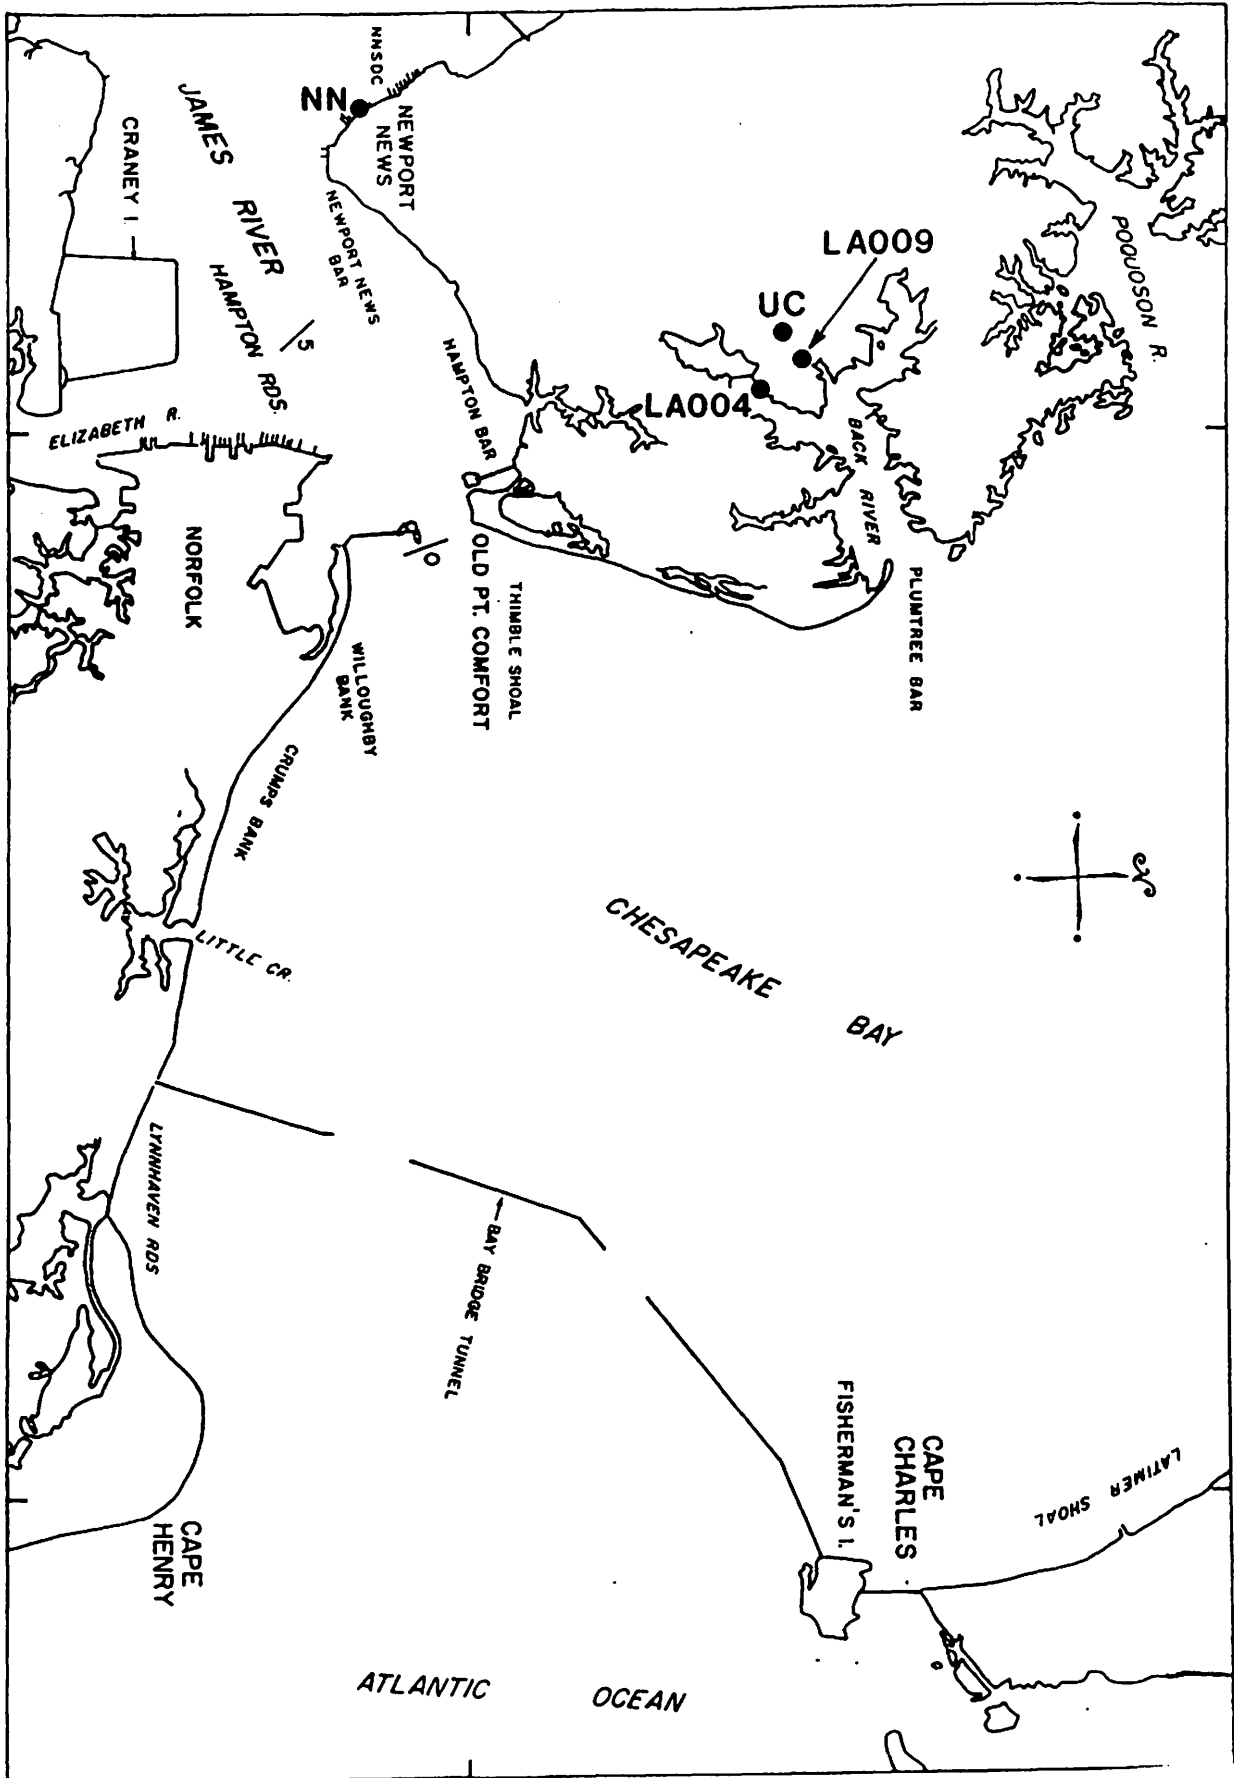 NNSDC
NN
NEWPORT
NEWS
JAMES RIVER
CRANEY I.
NEWPORT NEWS
BAR
HAMPTON RDS.
5
HAMPTON BAR
ELIZABETH R.
NORFOLK
0
WILLOUGHBY
BANK
CRUMPS BANK
LITTLE CR.
LYNNHAVEN RDS
CAPE
HENRY
POQUOSON R.
LA009
UC
LA004
BACK RIVER
PLUMTREE BAR
THIMBLE SHOAL
OLD PT. COMFORT
N
CHESAPEAKE BAY
BAY BRIDGE TUNNEL
FISHERMAN'S I.
CAPE
CHARLES
LATIMER SHOAL
ATLANTIC OCEAN